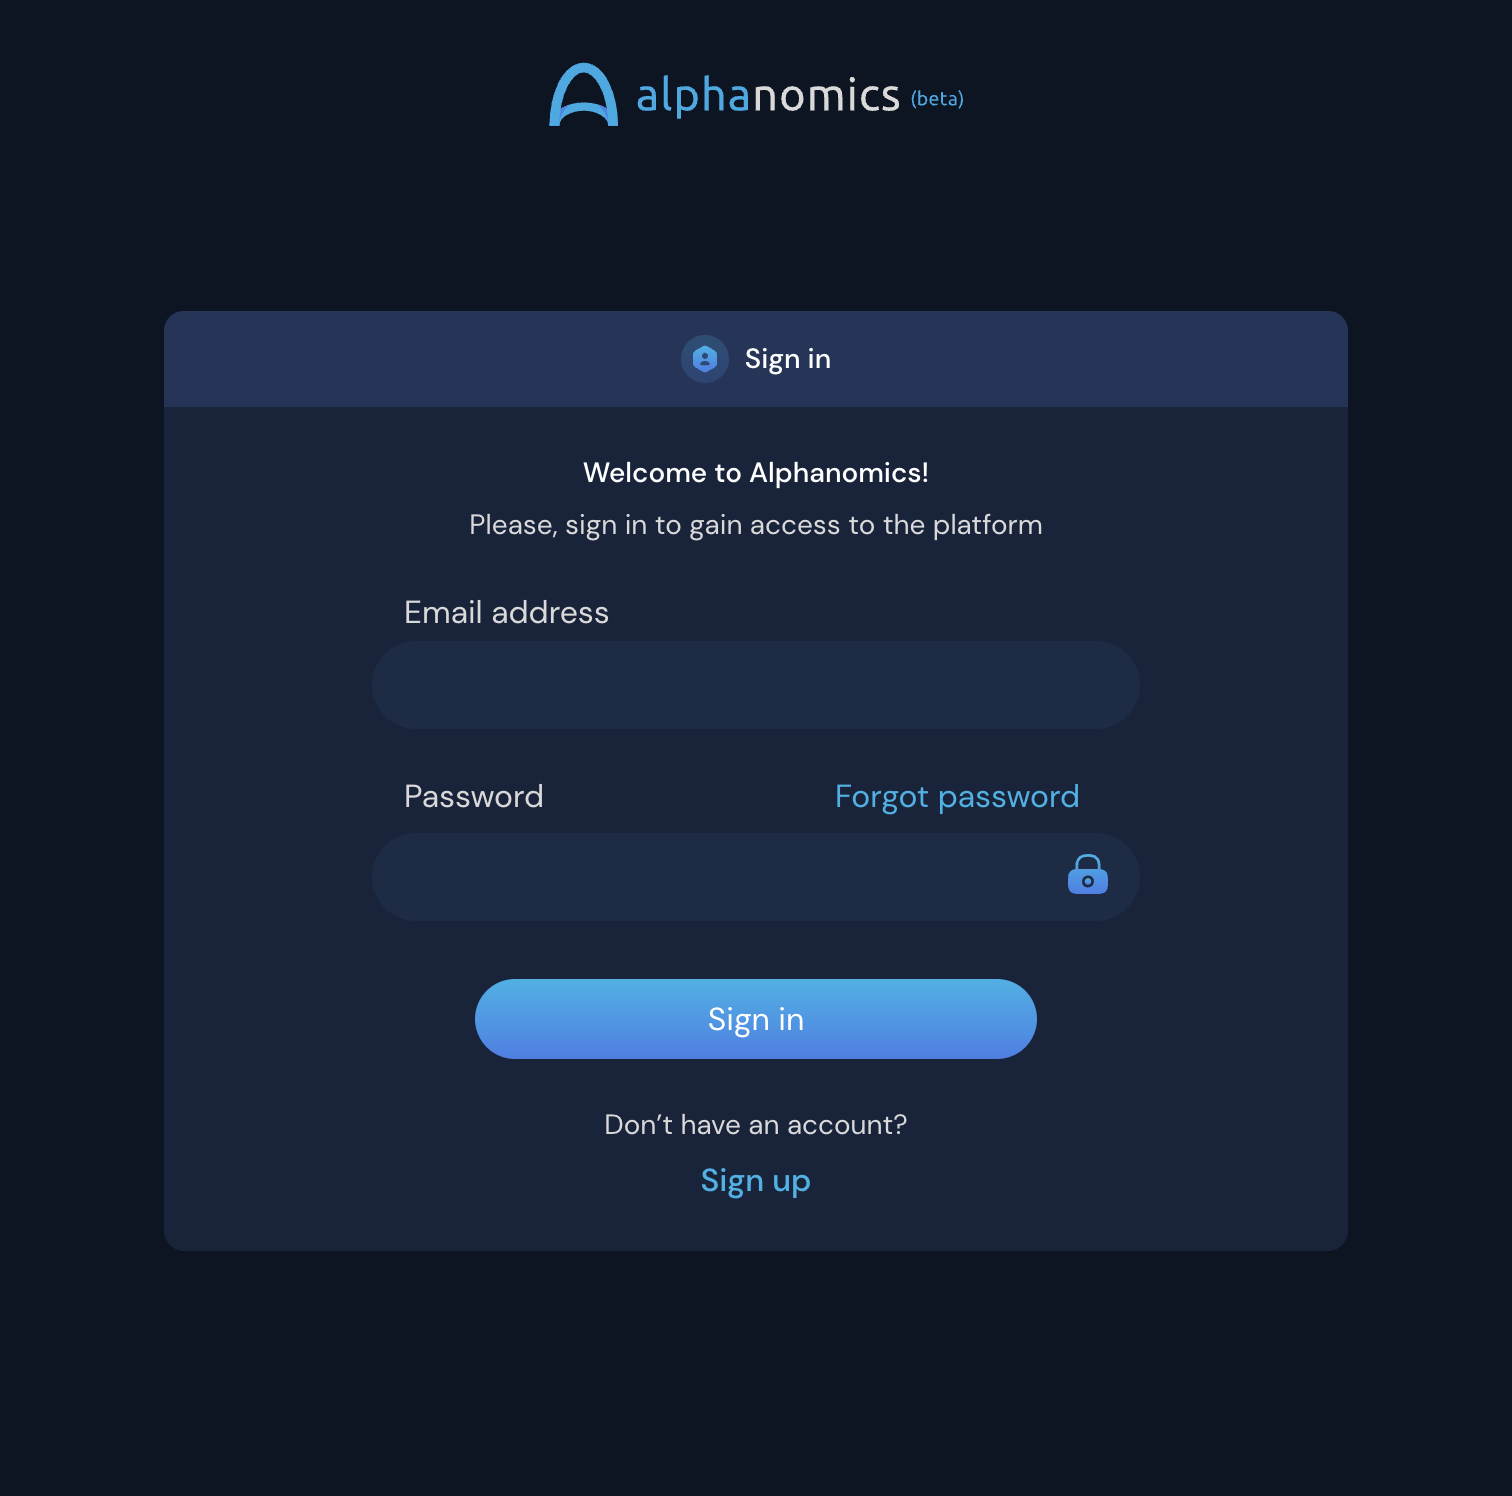 alphanomics (beta)
Sign in
Welcome to Alphanomics!
Please, sign in to gain access to the platform
Email address
Password Forgot password
Sign in
Don’t have an account?
Sign up